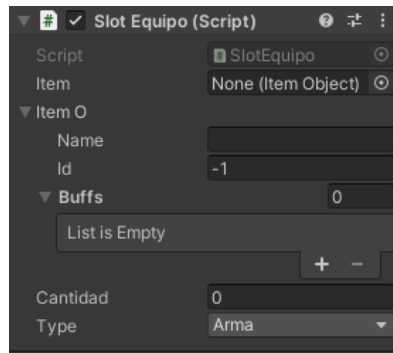 # Slot Equipo (Script)
Script SlotEquipo
Item None (Item Object)
Item O
Name
Id -1
Buffs 0
List is Empty
+ −
Cantidad 0
Type Arma